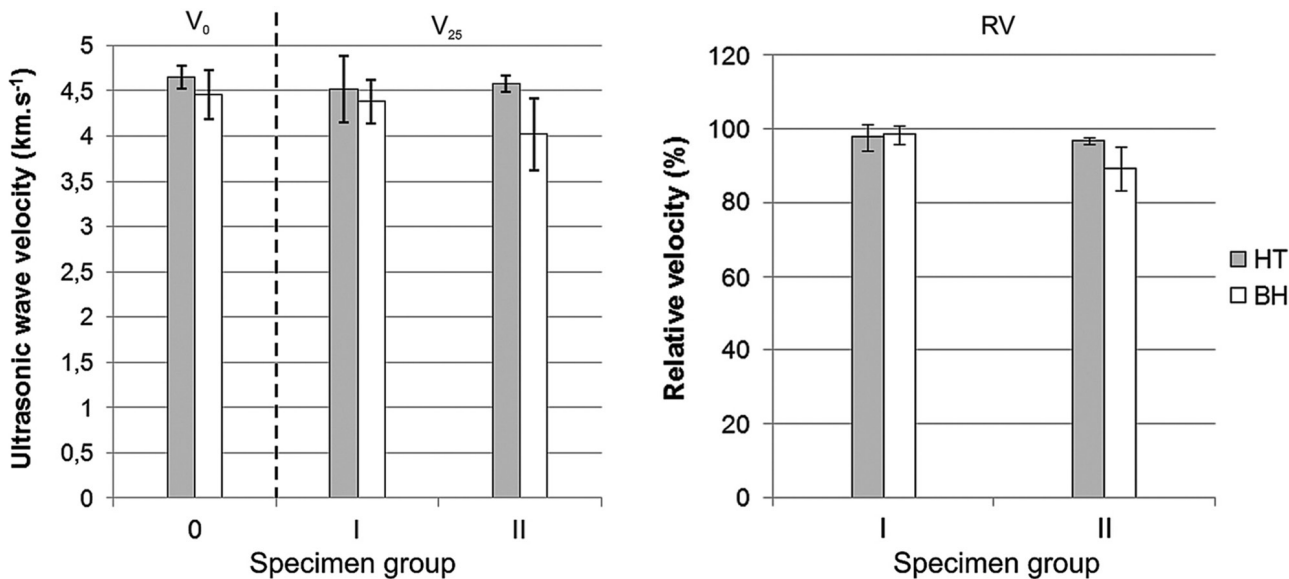 V0
V25
Ultrasonic wave velocity (km.s-1)
5
4,5
4
3,5
3
2,5
2
1,5
1
0,5
0
0
I
II
Specimen group
RV
Relative velocity (%)
120
100
80
60
40
20
0
I
II
Specimen group
HT
BH